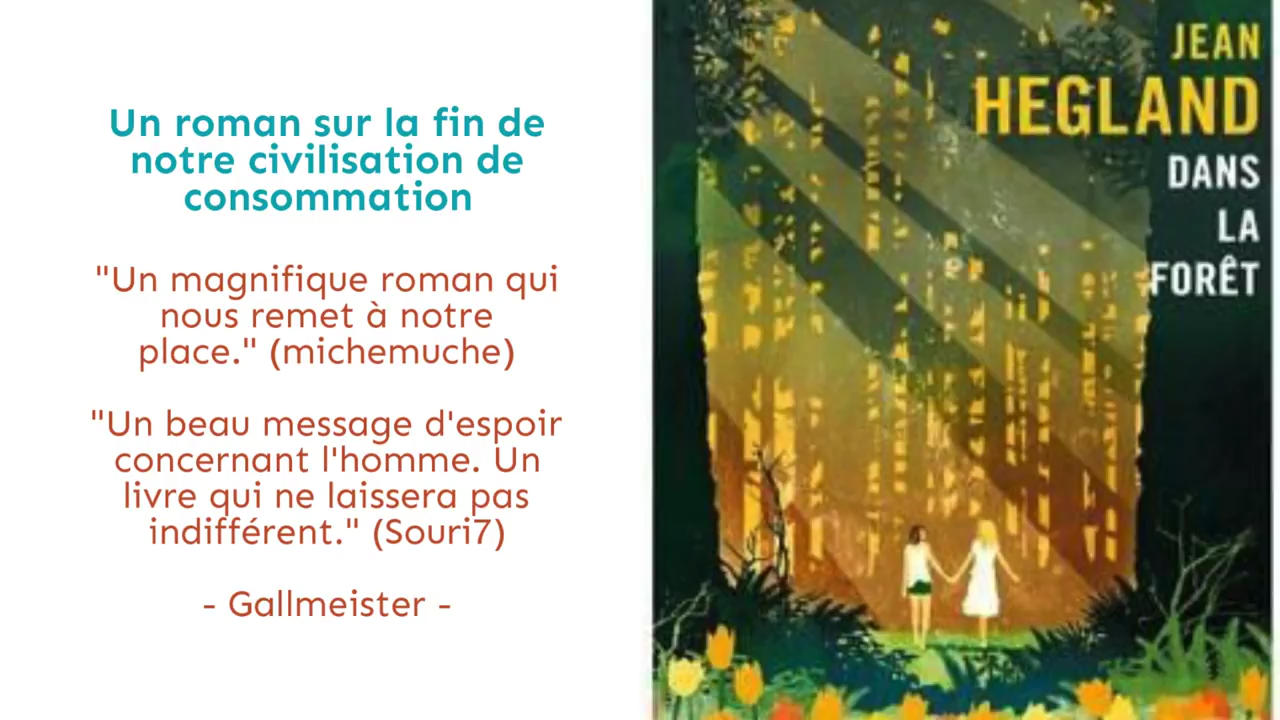 Un roman sur la fin de
notre civilisation de
consommation
"Un magnifique roman qui
nous remet à notre
place." (michemuche)
"Un beau message d'espoir
concernant l'homme. Un
livre qui ne laissera pas
indifférent." (Souri7)
- Gallmeister -
JEAN
HEGLAND
DANS
LA
FORÊT